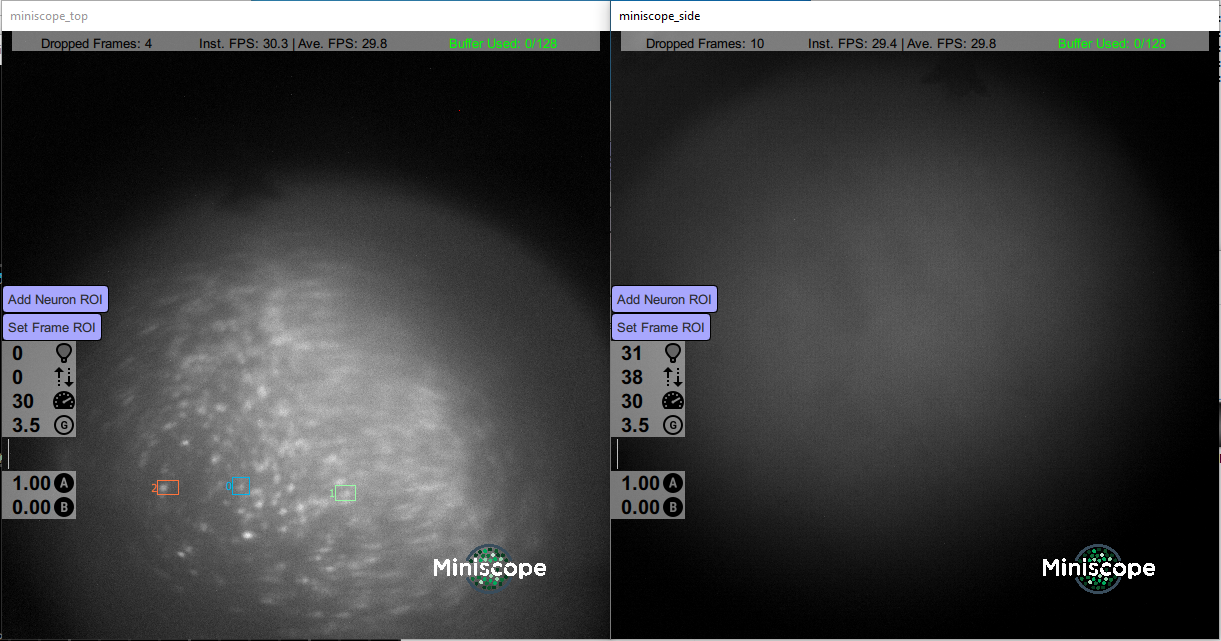 miniscope_top
Dropped Frames: 4 Inst. FPS: 30.3 | Ave. FPS: 29.8 Buffer Used: 0/128
Add Neuron ROI
Set Frame ROI
0
0
30
3.5 G
1.00 A
0.00 B
2
0
1
Miniscope
miniscope_side
Dropped Frames: 10 Inst. FPS: 29.4 | Ave. FPS: 29.8 Buffer Used: 0/128
Add Neuron ROI
Set Frame ROI
31
38
30
3.5 G
1.00 A
0.00 B
Miniscope